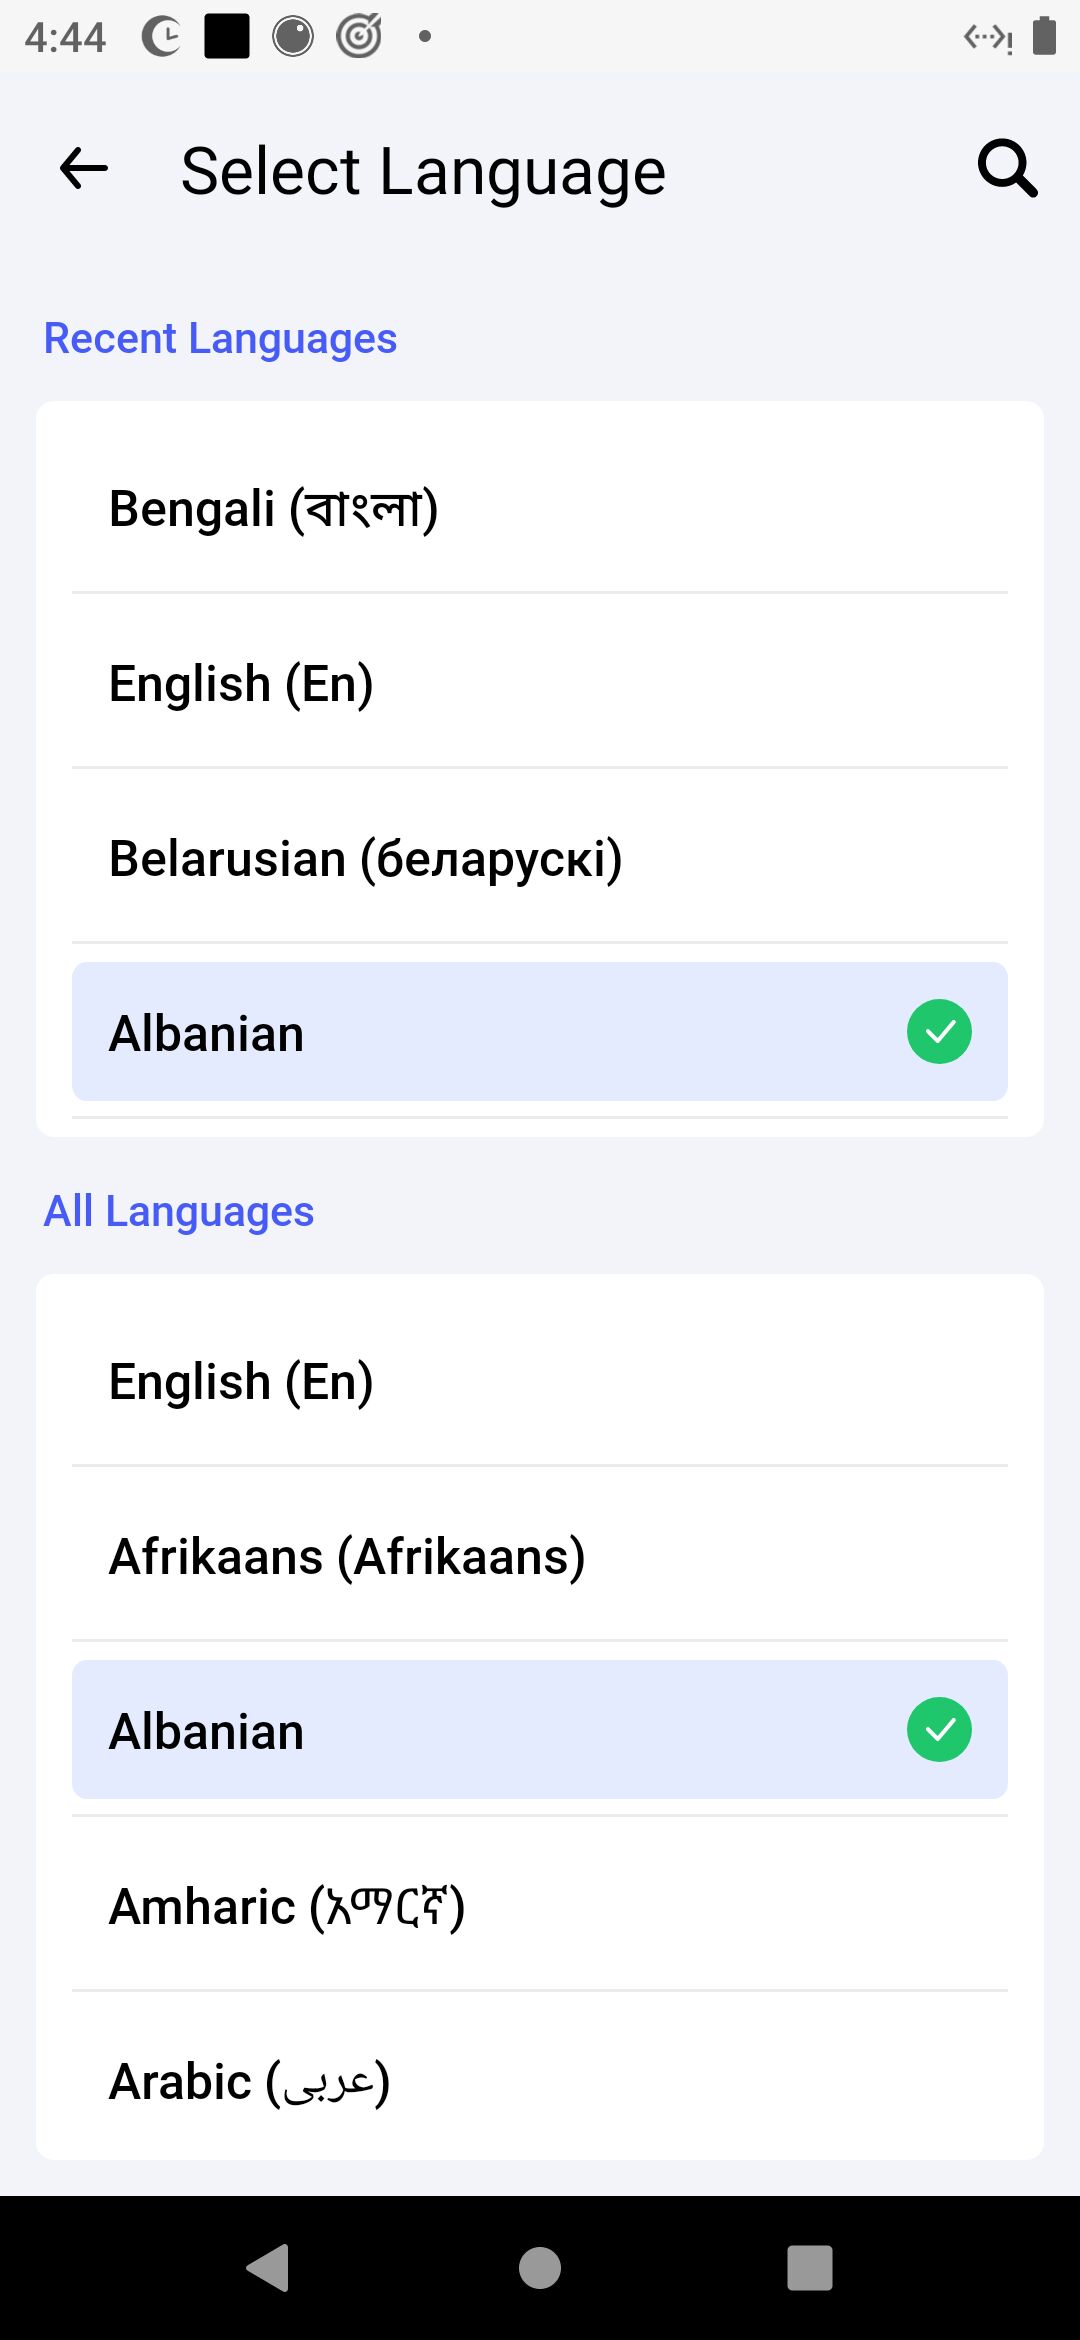 4:44
Select Language
Recent Languages
Bengali (বাংলা)
English (En)
Belarusian (беларускі)
Albanian
All Languages
English (En)
Afrikaans (Afrikaans)
Albanian
Amharic (አማርኛ)
Arabic (عربى)